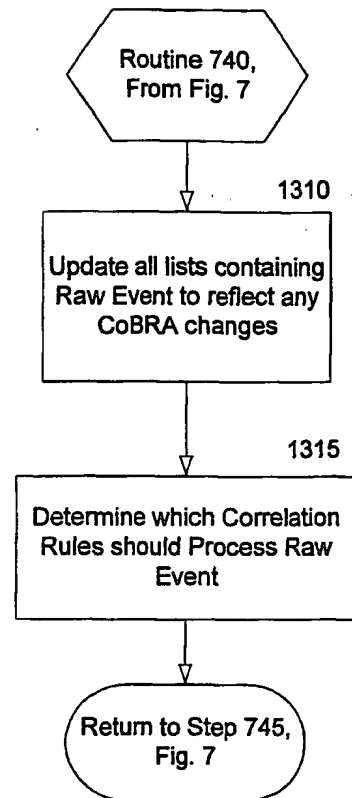 Routine 740,
From Fig. 7
1310
Update all lists containing
Raw Event to reflect any
CoBRA changes
1315
Determine which Correlation
Rules should Process Raw
Event
Return to Step 745,
Fig. 7